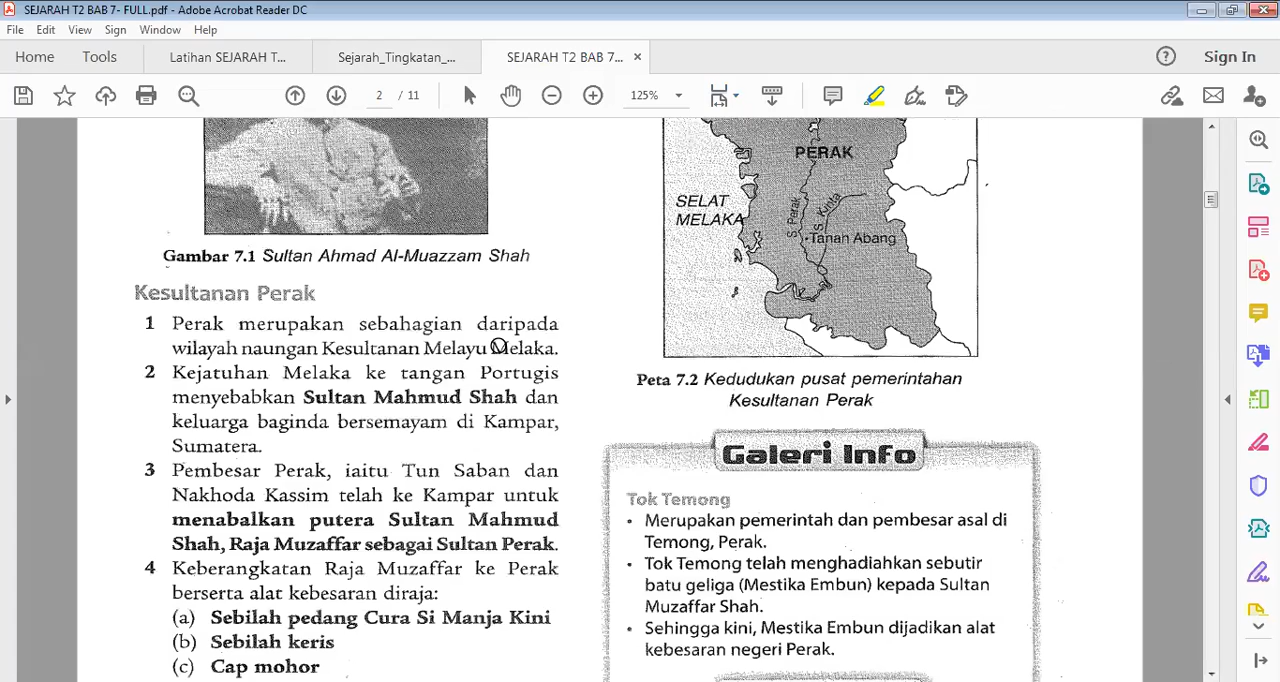 SEJARAH T2 BAB 7- FULL.pdf - Adobe Acrobat Reader DC
File Edit View Sign Window Help
Home Tools Latihan SEJARAH T... Sejarah_Tingkatan_... SEJARAH T2 BAB 7... × Sign In
2 / 11 125%
Gambar 7.1 Sultan Ahmad Al-Muazzam Shah
Kesultanan Perak
1 Perak merupakan sebahagian daripada
wilayah naungan Kesultanan Melayu Melaka.
2 Kejatuhan Melaka ke tangan Portugis
menyebabkan Sultan Mahmud Shah dan
keluarga baginda bersemayam di Kampar,
Sumatera.
3 Pembesar Perak, iaitu Tun Saban dan
Nakhoda Kassim telah ke Kampar untuk
menabalkan putera Sultan Mahmud
Shah, Raja Muzaffar sebagai Sultan Perak.
4 Keberangkatan Raja Muzaffar ke Perak
berserta alat kebesaran diraja:
(a) Sebilah pedang Cura Si Manja Kini
(b) Sebilah keris
(c) Cap mohor
PERAK
SELAT
MELAKA
S. Perak
S. Kinta
Tanah Abang
Peta 7.2 Kedudukan pusat pemerintahan
Kesultanan Perak
Galeri Info
Tok Temong
• Merupakan pemerintah dan pembesar asal di
Temong, Perak.
• Tok Temong telah menghadiahkan sebutir
batu geliga (Mestika Embun) kepada Sultan
Muzaffar Shah.
• Sehingga kini, Mestika Embun dijadikan alat
kebesaran negeri Perak.